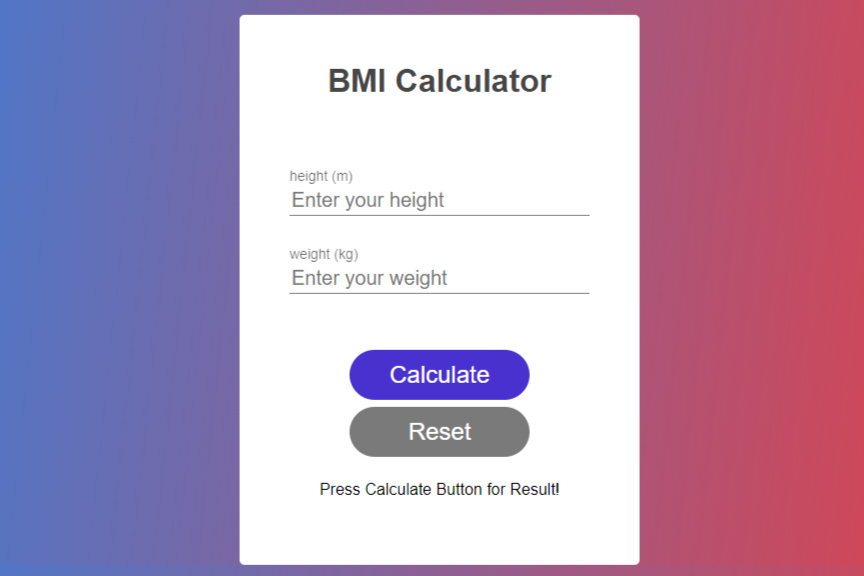 BMI Calculator
height (m)
Enter your height
weight (kg)
Enter your weight
Calculate
Reset
Press Calculate Button for Result!